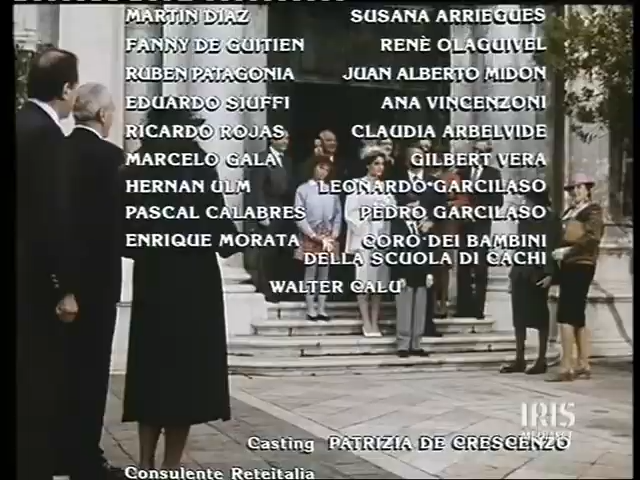 MARTIN DIAZ SUSANA ARRIEGUES
FANNY DE GUITIEN RENÈ OLAGUIVEL
RUBEN PATAGONIA JUAN ALBERTO MIDON
EDUARDO SIUFFI ANA VINCENZONI
RICARDO ROJAS CLAUDIA ARBELVIDE
MARCELO GALA GILBERT VERA
HERNAN ULM LEONARDO GARCILASO
PASCAL CALABRES PEDRO GARCILASO
ENRIQUE MORATA CORO DEI BAMBINI
DELLA SCUOLA DI CACHI
WALTER CALU
IRIS
MEDIASET
Casting PATRIZIA DE CRESCENZO
Consulente Reteitalia